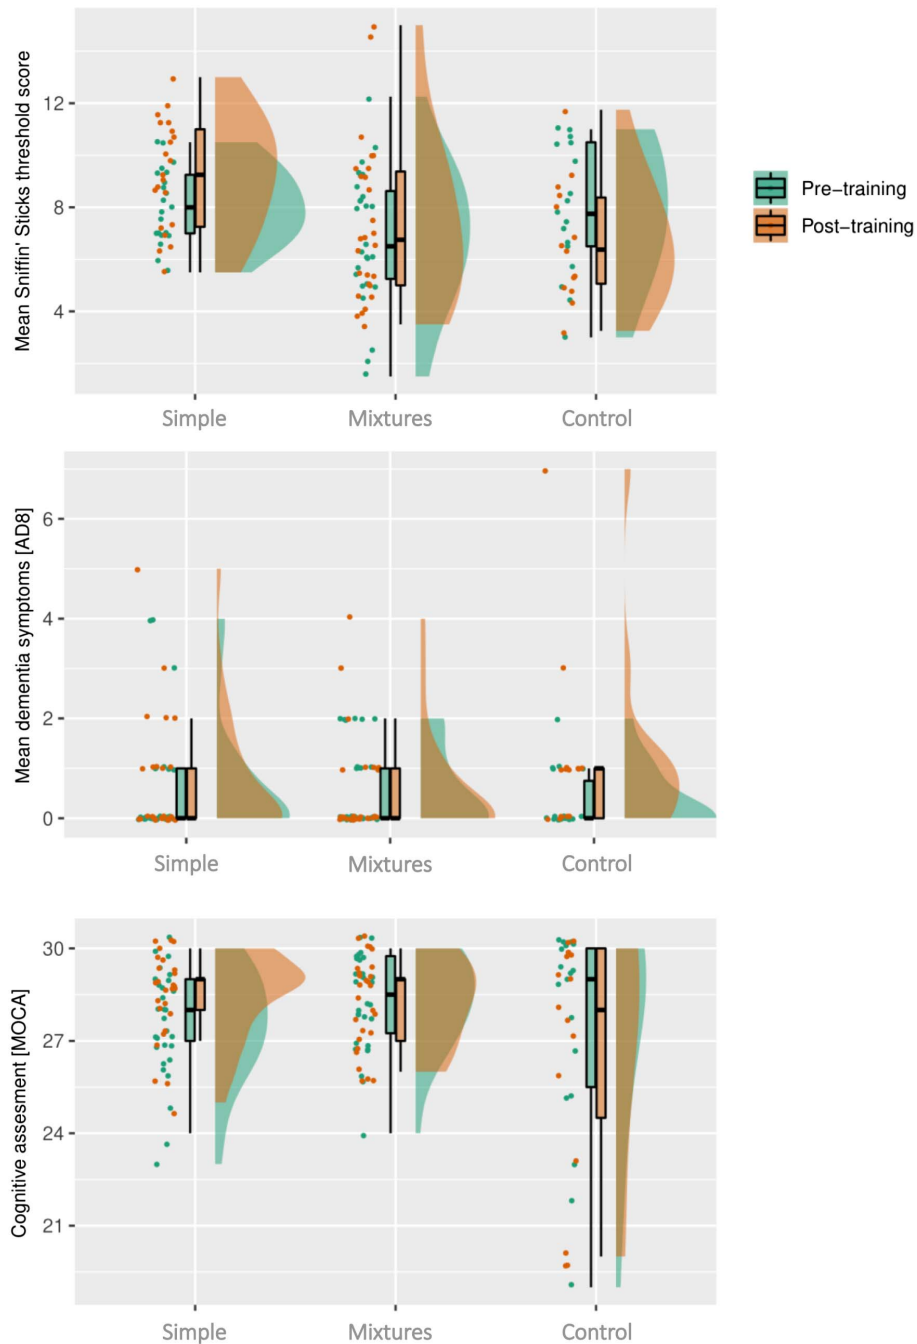 Mean Sniffin' Sticks threshold score
12
8
4
Simple
Mixtures
Control
Pre-training
Post-training
Mean dementia symptoms [AD8]
6
4
2
0
Simple
Mixtures
Control
Cognitive assesment [MOCA]
30
27
24
21
Simple
Mixtures
Control